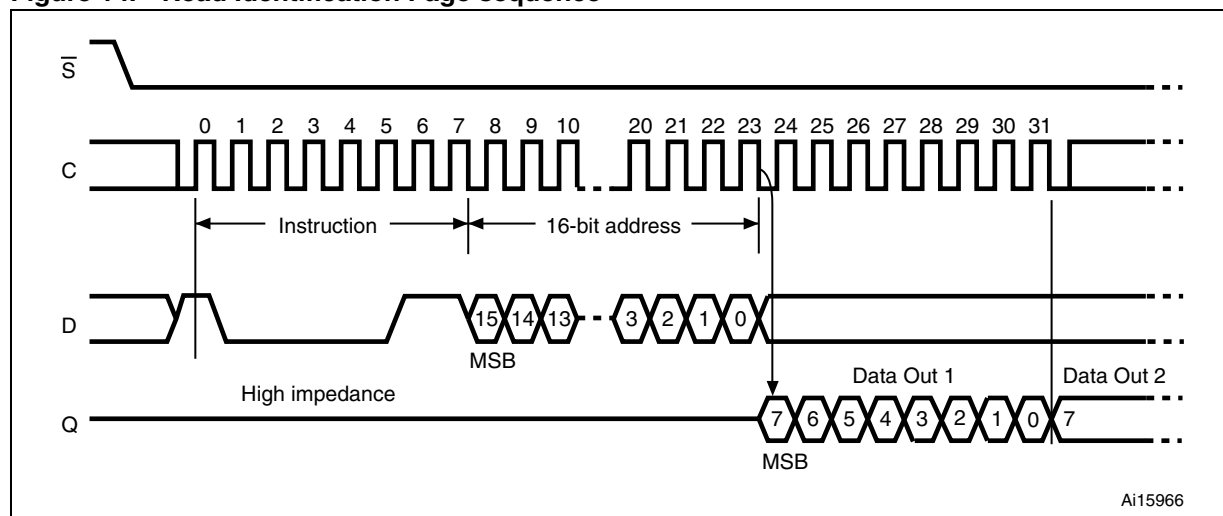 Figure 14. Read Identification Page sequence
S
0 1 2 3 4 5 6 7 8 9 10 20 21 22 23 24 25 26 27 28 29 30 31
C
Instruction 16-bit address
D 15 14 13 3 2 1 0
MSB
Data Out 1 Data Out 2
High impedance
Q 7 6 5 4 3 2 1 0 7
MSB
Ai15966